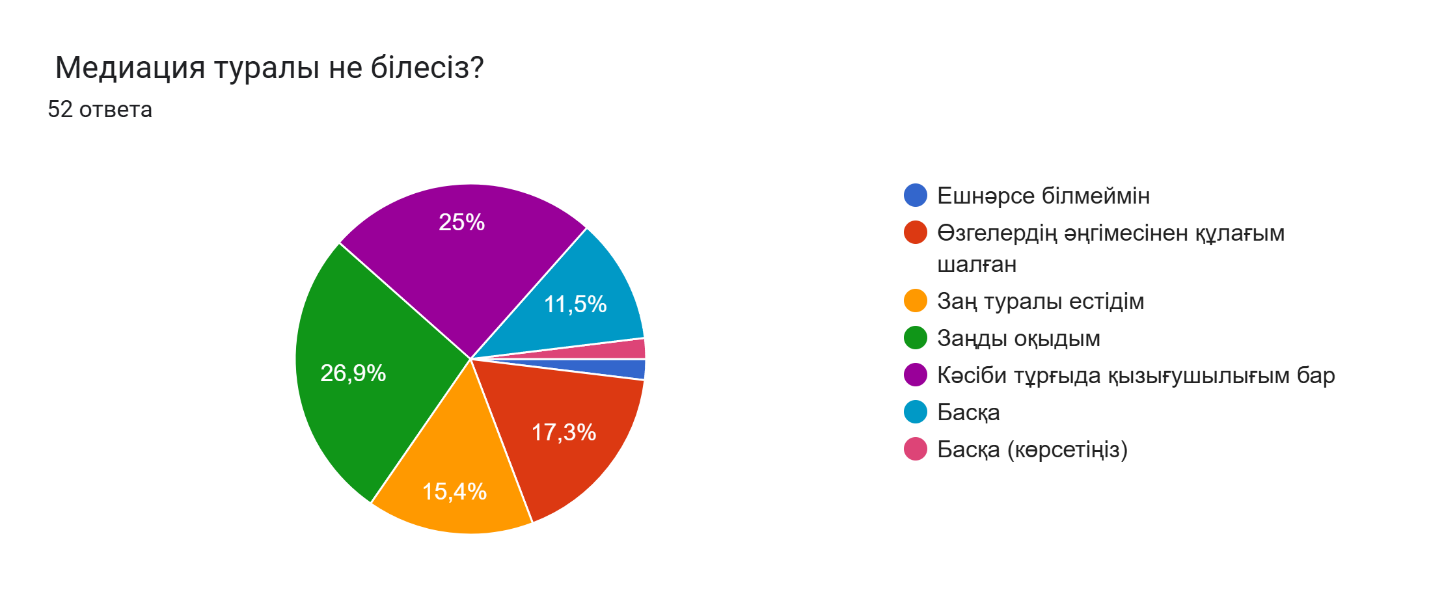 Медиация туралы не білесіз?
52 ответа
25%
11,5%
26,9%
17,3%
15,4%
Ешнәрсе білмеймін
Өзгелердің әңгімесінен құлағым
шалған
Заң туралы естідім
Заңды оқыдым
Кәсіби тұрғыда қызығушылығым бар
Басқа
Басқа (көрсетіңіз)